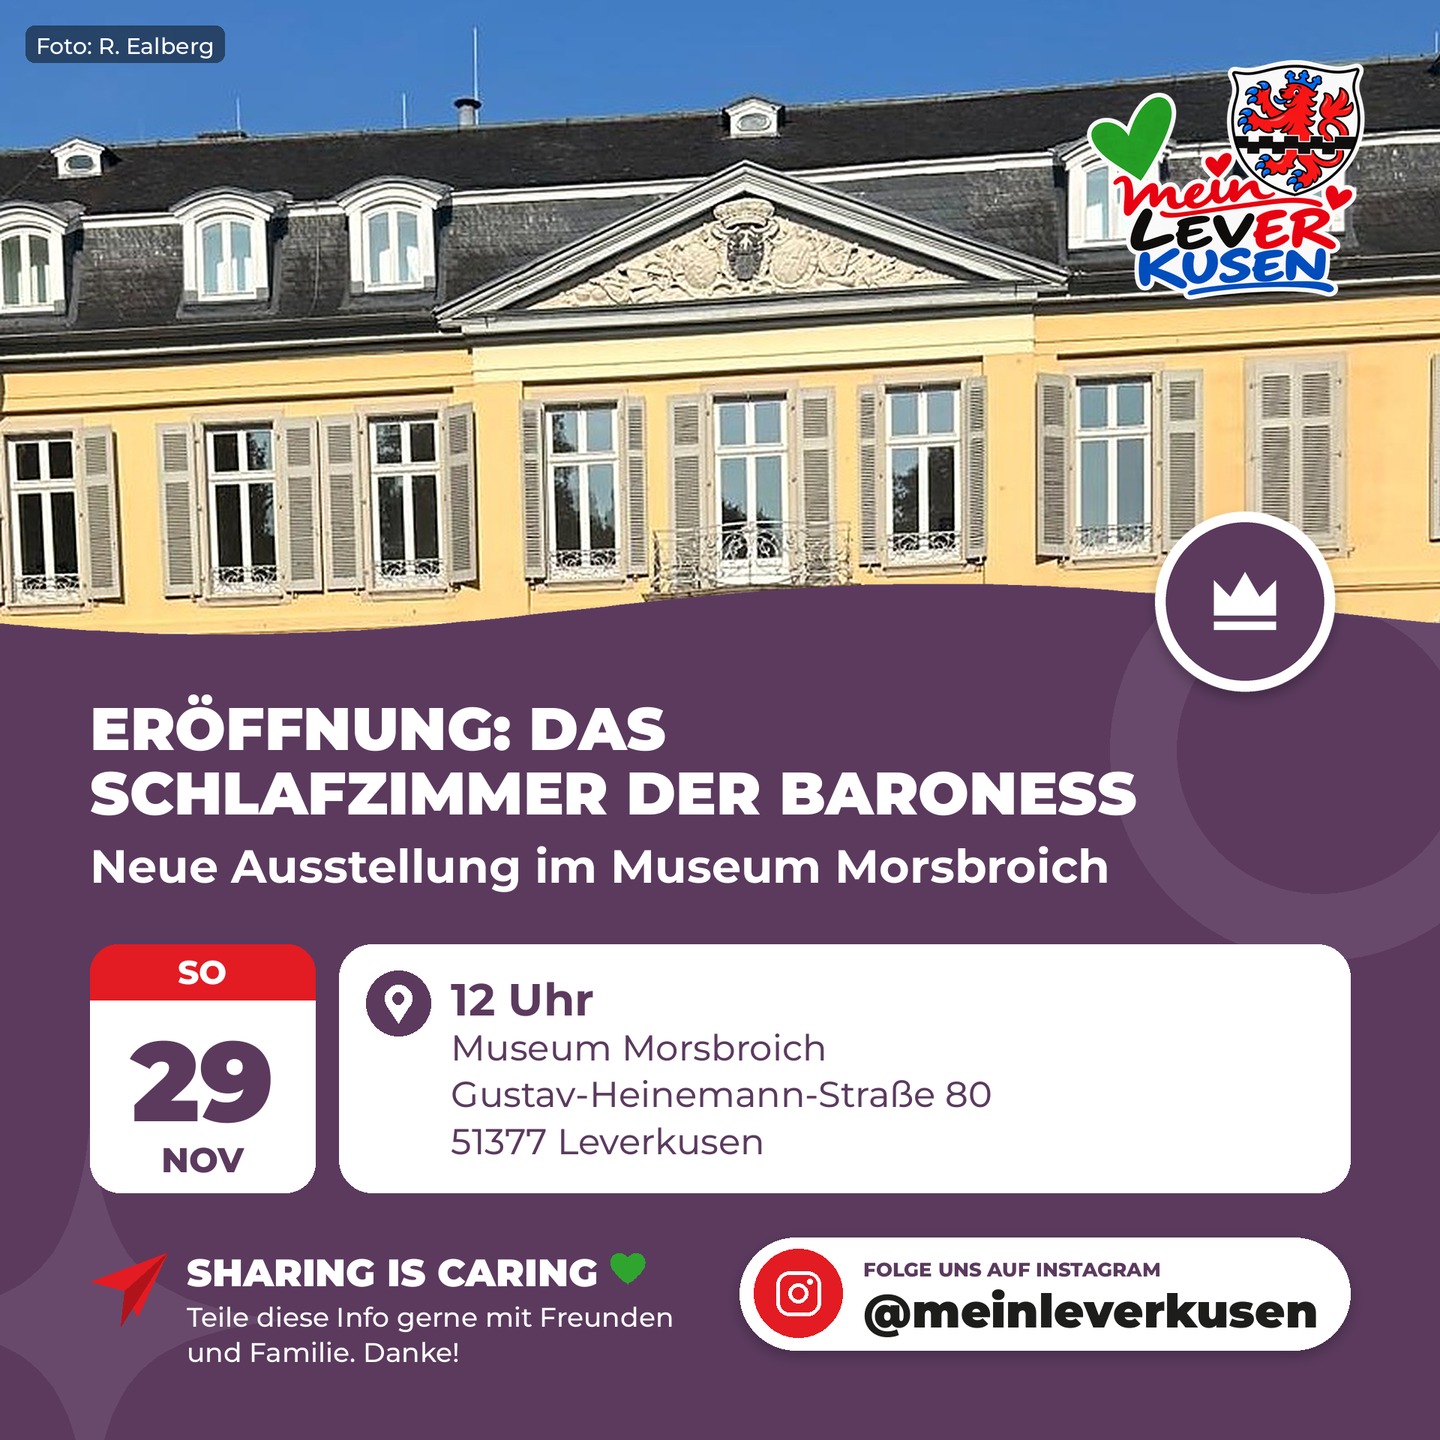 Foto: R. Ealberg
mein
LEVER
KUSEN
ERÖFFNUNG: DAS
SCHLAFZIMMER DER BARONESS
Neue Ausstellung im Museum Morsbroich
SO
29
NOV
12 Uhr
Museum Morsbroich
Gustav-Heinemann-Straße 80
51377 Leverkusen
SHARING IS CARING
Teile diese Info gerne mit Freunden
und Familie. Danke!
FOLGE UNS AUF INSTAGRAM
@meinleverkusen